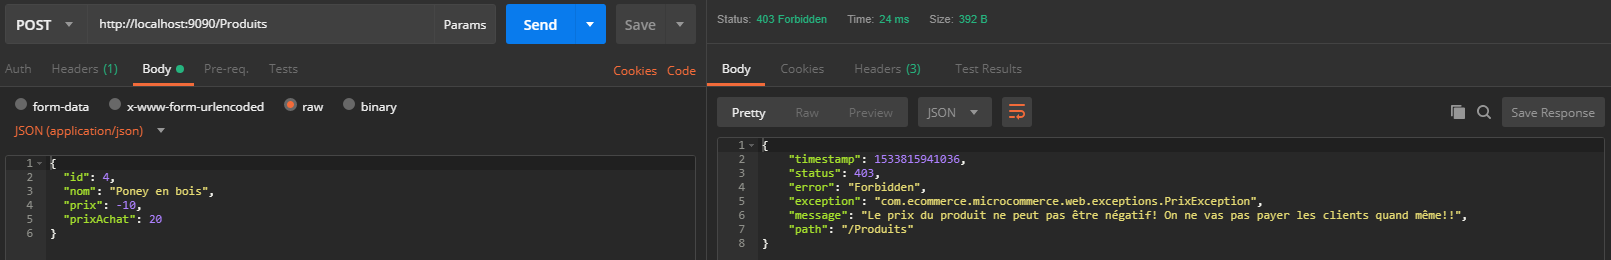 POST http://localhost:9090/Produits Params Send Save
Auth Headers (1) Body Pre-req. Tests Cookies Code
form-data x-www-form-urlencoded raw binary
JSON (application/json)
1 {
2 "id": 4,
3 "nom": "Poney en bois",
4 "prix": -10,
5 "prixAchat": 20
6 }
Status: 403 Forbidden Time: 24 ms Size: 392 B
Body Cookies Headers (3) Test Results
Pretty Raw Preview JSON Save Response
1 {
2 "timestamp": 1533815941036,
3 "status": 403,
4 "error": "Forbidden",
5 "exception": "com.ecommerce.microcommerce.web.exceptions.PrixException",
6 "message": "Le prix du produit ne peut pas être négatif! On ne vas pas payer les clients quand même!!",
7 "path": "/Produits"
8 }